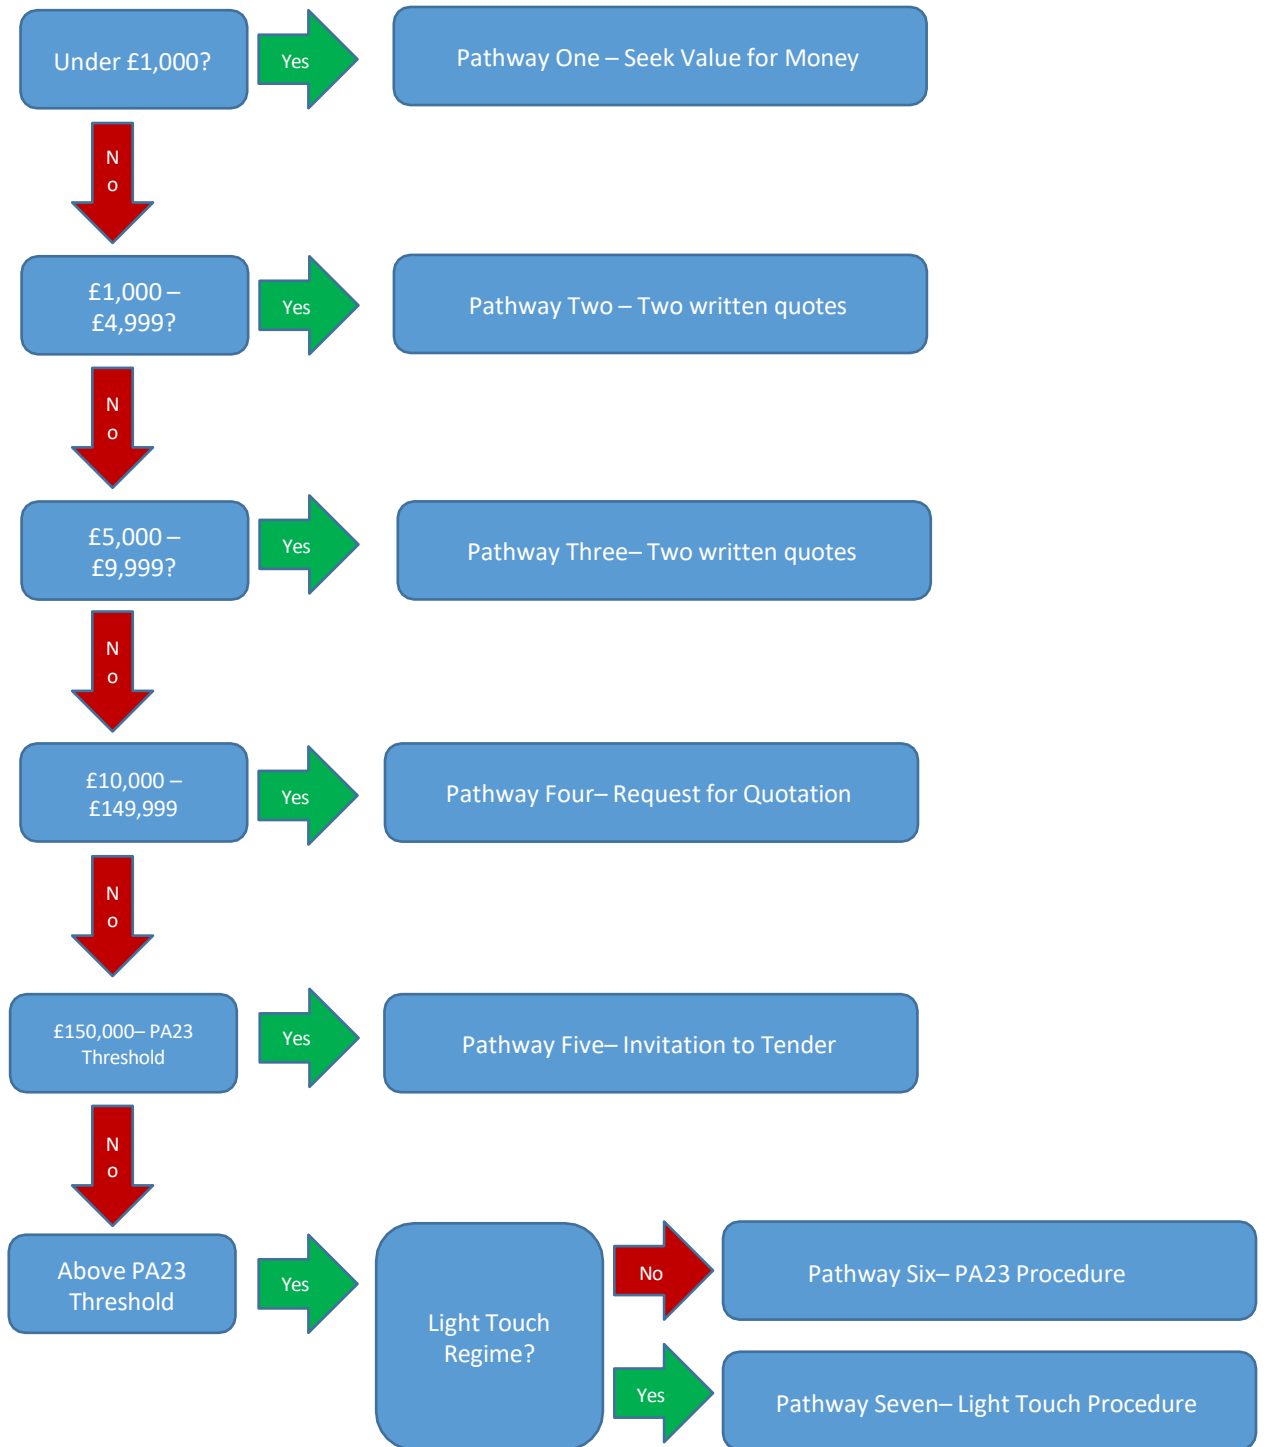 Under £1,000?
Yes
Pathway One – Seek Value for Money
N
o
£1,000 –
£4,999?
Yes
Pathway Two – Two written quotes
N
o
£5,000 –
£9,999?
Yes
Pathway Three– Two written quotes
N
o
£10,000 –
£149,999
Yes
Pathway Four– Request for Quotation
N
o
£150,000– PA23
Threshold
Yes
Pathway Five– Invitation to Tender
N
o
Above PA23
Threshold
Yes
Light Touch
Regime?
No
Pathway Six– PA23 Procedure
Yes
Pathway Seven– Light Touch Procedure